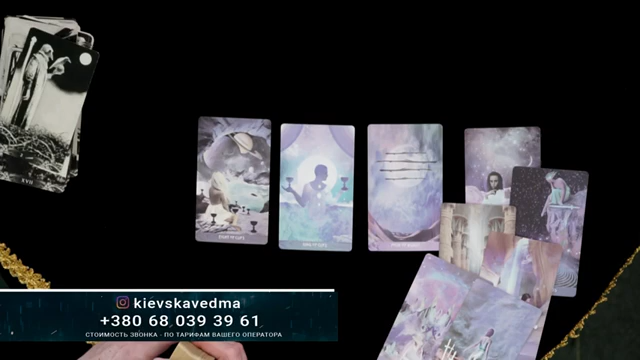 kievskavedma
+380 68 039 39 61
СТОИМОСТЬ ЗВОНКА - ПО ТАРИФАМ ВАШЕГО ОПЕРАТОРА